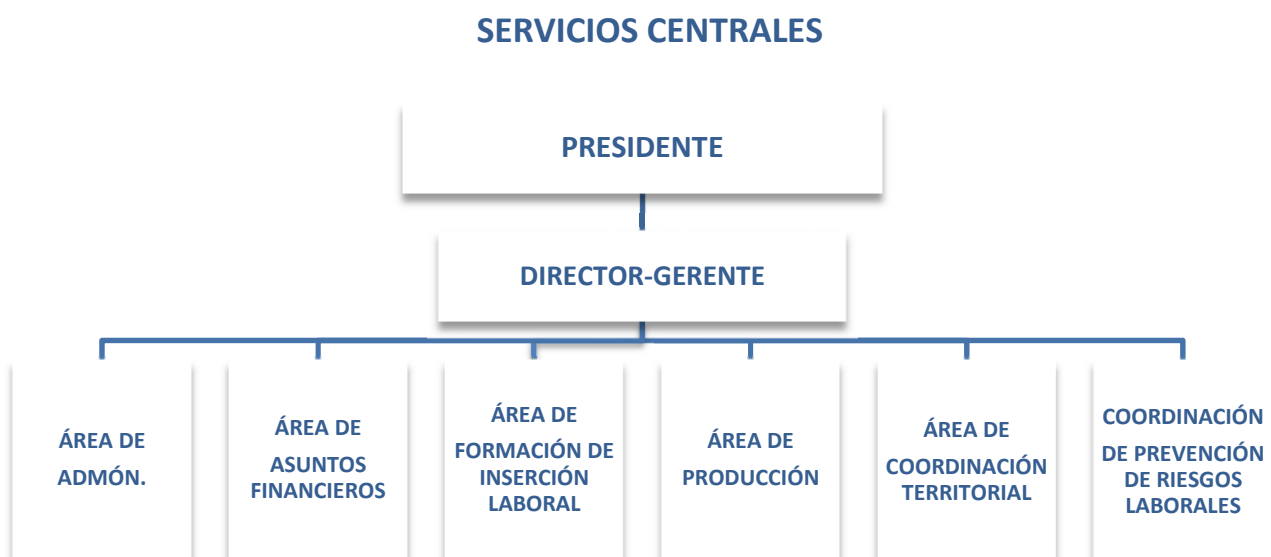 SERVICIOS CENTRALES
PRESIDENTE
DIRECTOR-GERENTE
ÁREA DE
ADMÓN.
ÁREA DE
ASUNTOS
FINANCIEROS
ÁREA DE
FORMACIÓN DE
INSERCIÓN
LABORAL
ÁREA DE
PRODUCCIÓN
ÁREA DE
COORDINACIÓN
TERRITORIAL
COORDINACIÓN
DE PREVENCIÓN
DE RIESGOS
LABORALES